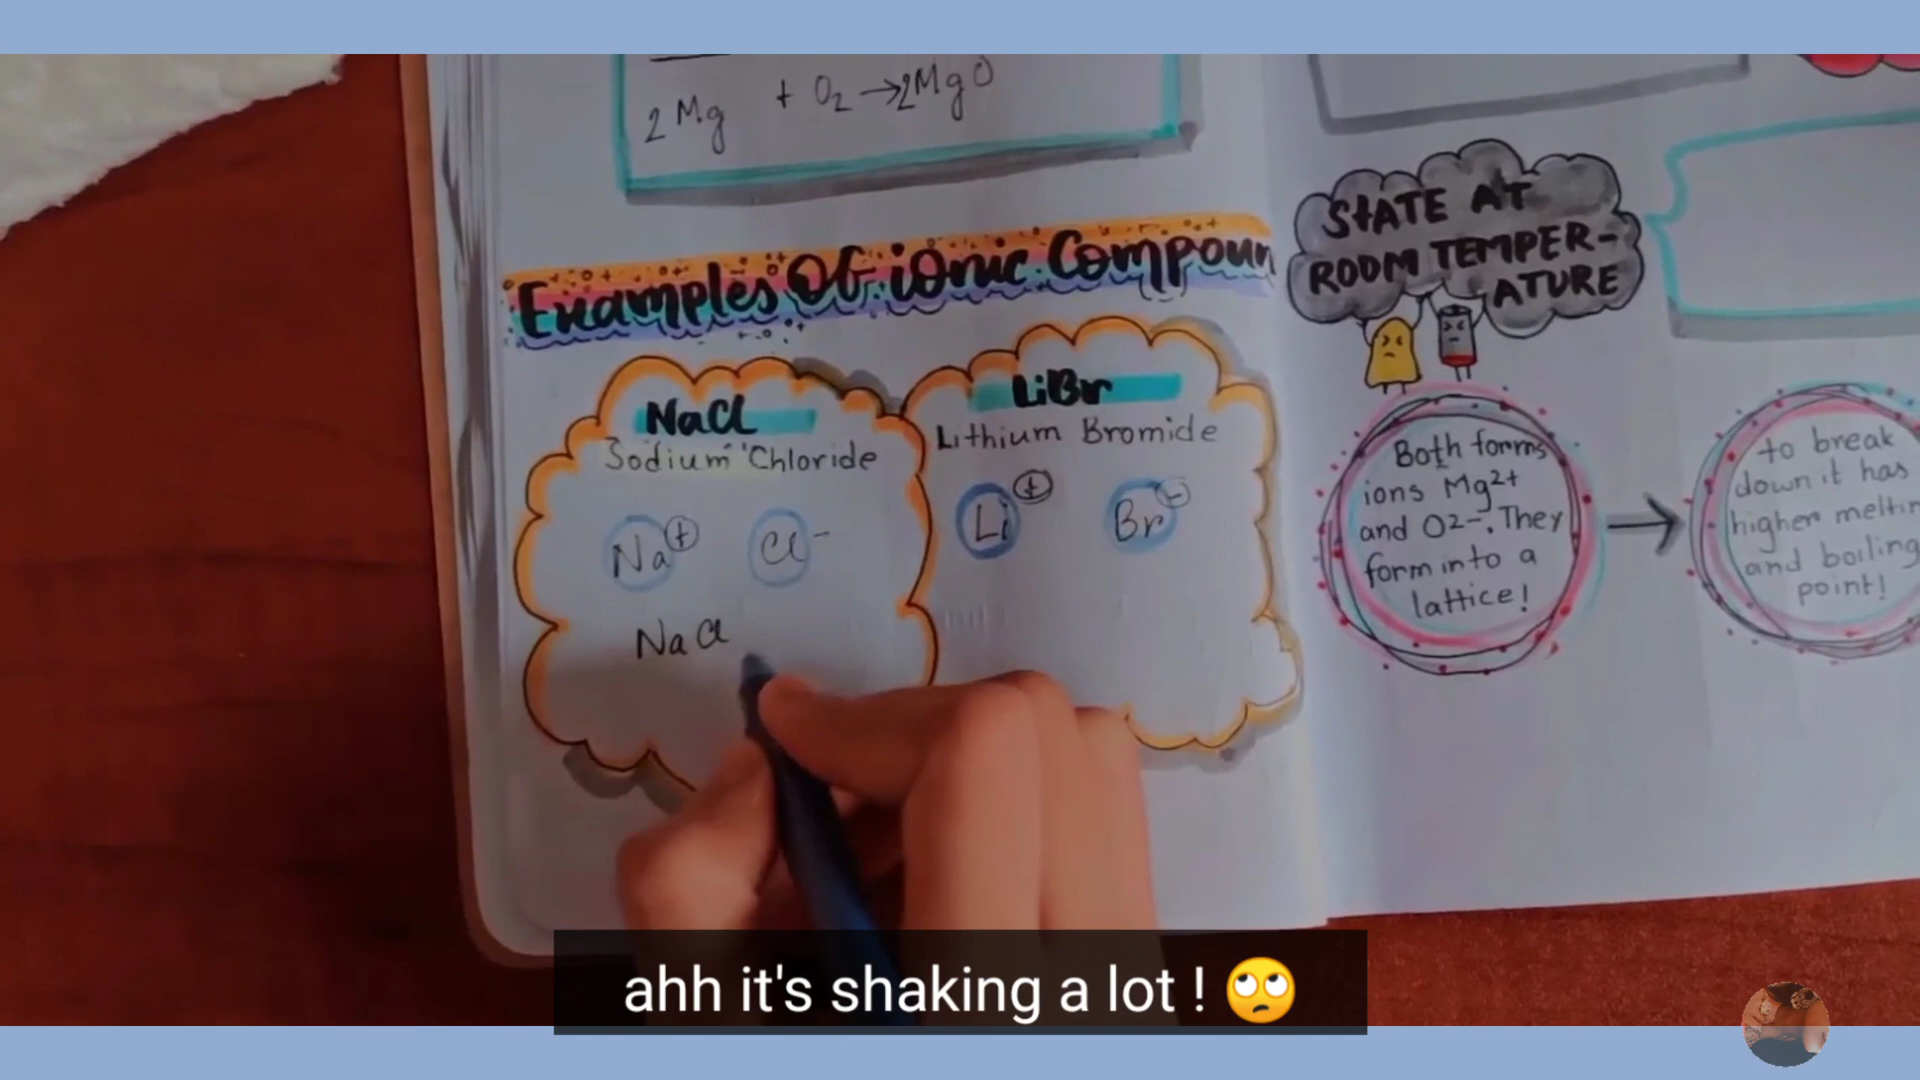 2Mg + O₂ →2MgO
Examples Of ionic Compoun
NaCl
Sodium Chloride
Na⁺ Cl⁻
NaCl
LiBr
Lithium Bromide
Li⁺ Br⁻
STATE AT
ROOM TEMPER-
ATURE
Both forms
ions Mg²⁺
and O2-. They
form into a
lattice!
to break
down it has
higher meltin
and boiling
point!
ahh it's shaking a lot ! 🙄